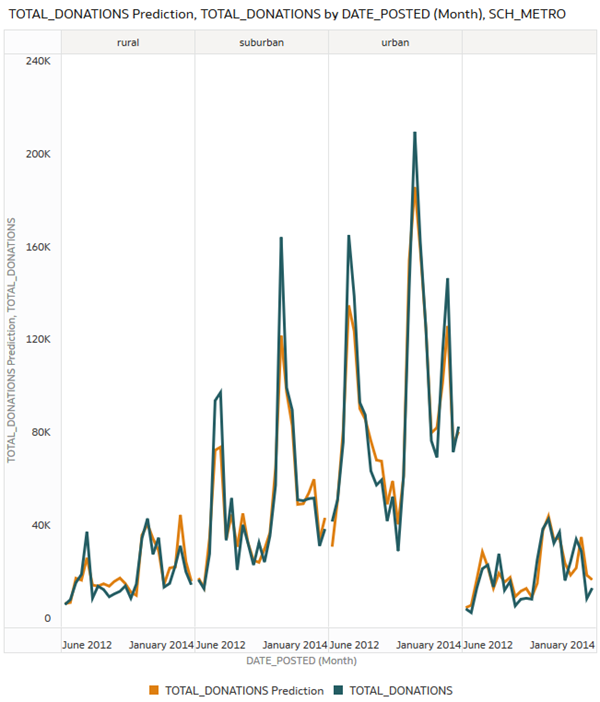 TOTAL_DONATIONS Prediction, TOTAL_DONATIONS by DATE_POSTED (Month), SCH_METRO
rural suburban urban
240K
200K
160K
120K
80K
40K
0
TOTAL_DONATIONS Prediction, TOTAL_DONATIONS
June 2012 January 2014 June 2012 January 2014 June 2012 January 2014 June 2012 January 2014
DATE_POSTED (Month)
TOTAL_DONATIONS Prediction TOTAL_DONATIONS